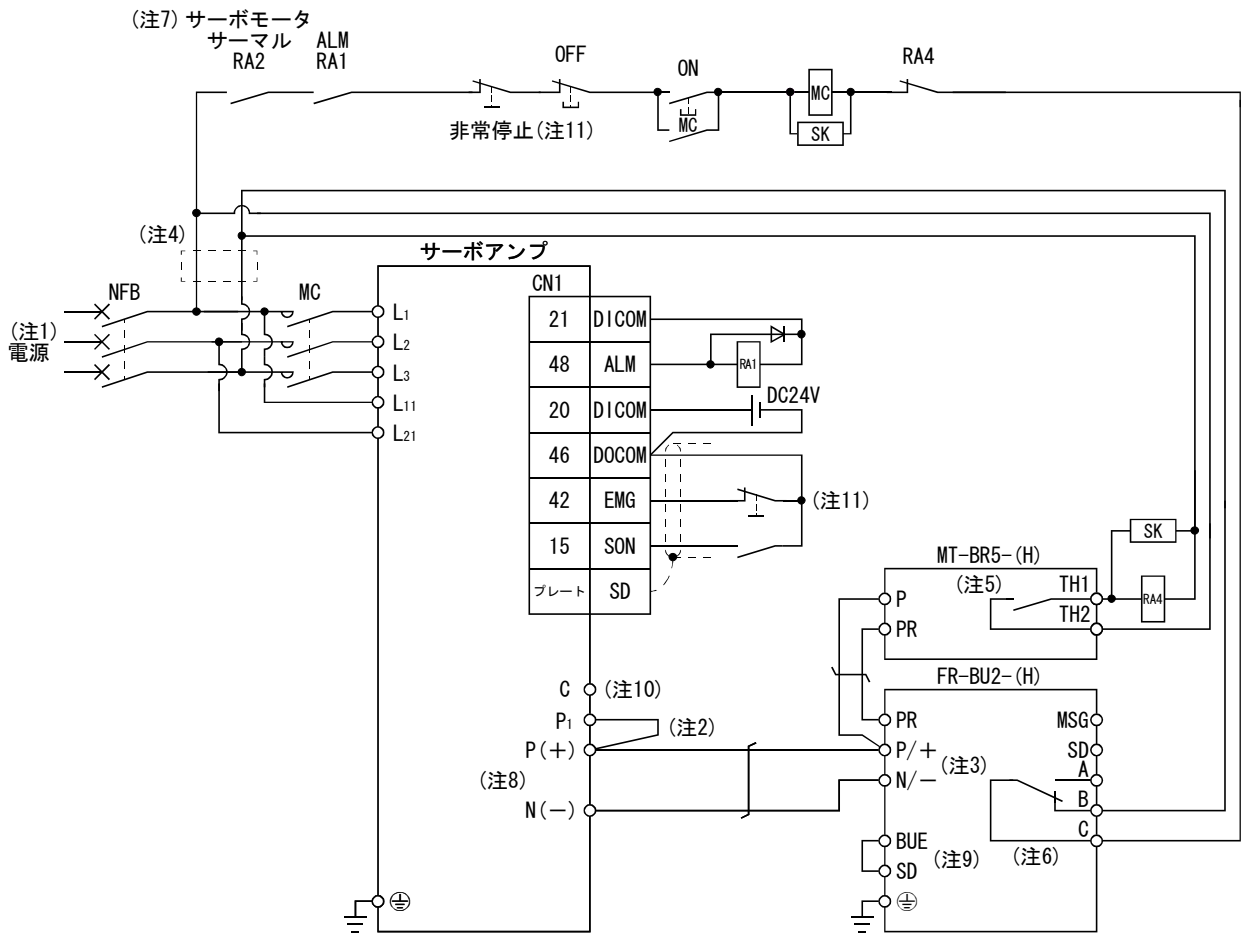 (注7) サーボモータ
サーマル
RA2
ALM
RA1
OFF
ON
RA4
MC
MC
SK
非常停止(注11)
(注4)
サーボアンプ
NFB
MC
(注1)
電源
L1
L2
L3
L11
L21
CN1
21 DICOM
48 ALM
20 DICOM
46 DOCOM
42 EMG
15 SON
プレート SD
RA1
DC24V
(注11)
SK
MT-BR5-(H)
(注5)
P
PR
TH1
TH2
RA4
FR-BU2-(H)
C (注10)
P1
(注2)
P(+)
(注8)
N(-)
PR
P/+
(注3)
N/-
MSG
SD
A
B
C
(注6)
BUE
(注9)
SD